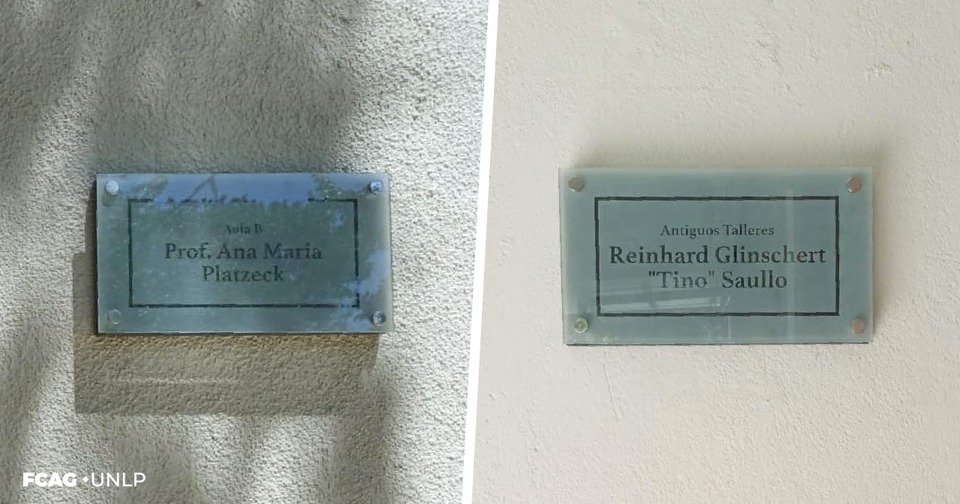 Aula B
Prof. Ana Maria
Platzeck
Antiguos Talleres
Reinhard Glinschert
"Tino" Saullo
FCAG UNLP